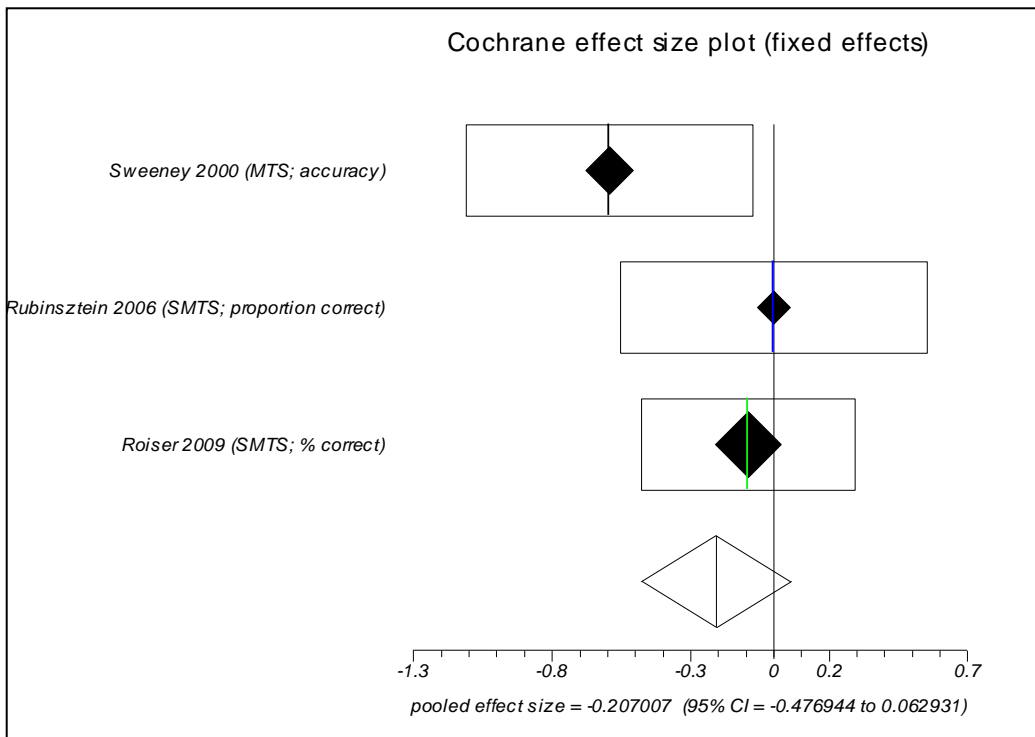 Cochrane effect size plot (fixed effects)
Sweeney 2000 (MTS; accuracy)
Rubinsztein 2006 (SMTS; proportion correct)
Roiser 2009 (SMTS; % correct)
-1.3 -0.8 -0.3 0 0.2 0.7
pooled effect size = -0.207007 (95% CI = -0.476944 to 0.062931)